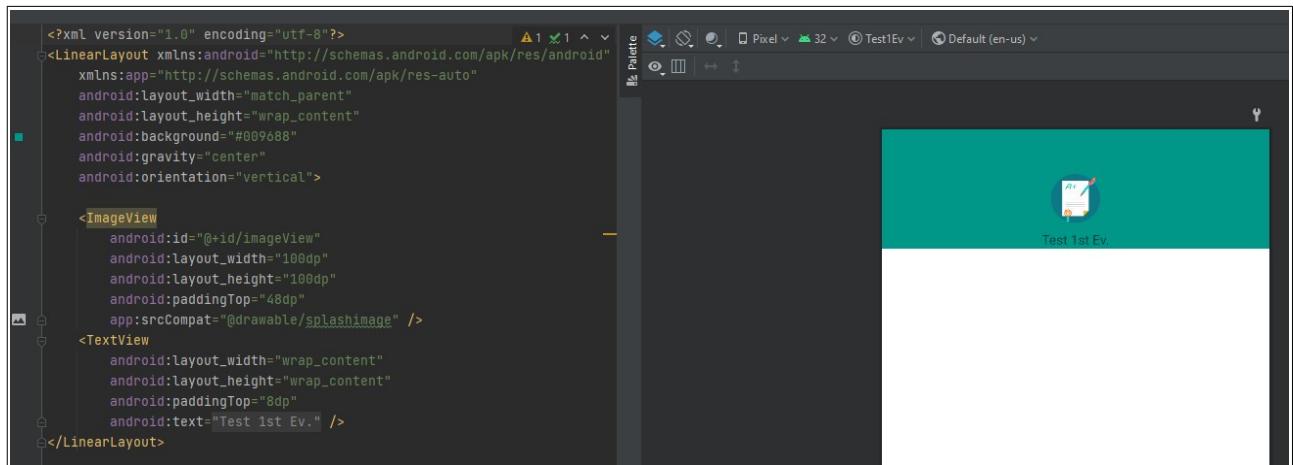 <?xml version="1.0" encoding="utf-8"?>
1 1
<LinearLayout xmlns:android="http://schemas.android.com/apk/res/android"
xmlns:app="http://schemas.android.com/apk/res-auto"
android:layout_width="match_parent"
android:layout_height="wrap_content"
android:background="#009688"
android:gravity="center"
android:orientation="vertical">
<ImageView
android:id="@+id/imageView"
android:layout_width="100dp"
android:layout_height="100dp"
android:paddingTop="48dp"
app:srcCompat="@drawable/splashimage" />
<TextView
android:layout_width="wrap_content"
android:layout_height="wrap_content"
android:paddingTop="8dp"
android:text="Test 1st Ev." />
</LinearLayout>
Palette
Pixel 32 Test1Ev Default (en-us)
A+
Test 1st Ev.